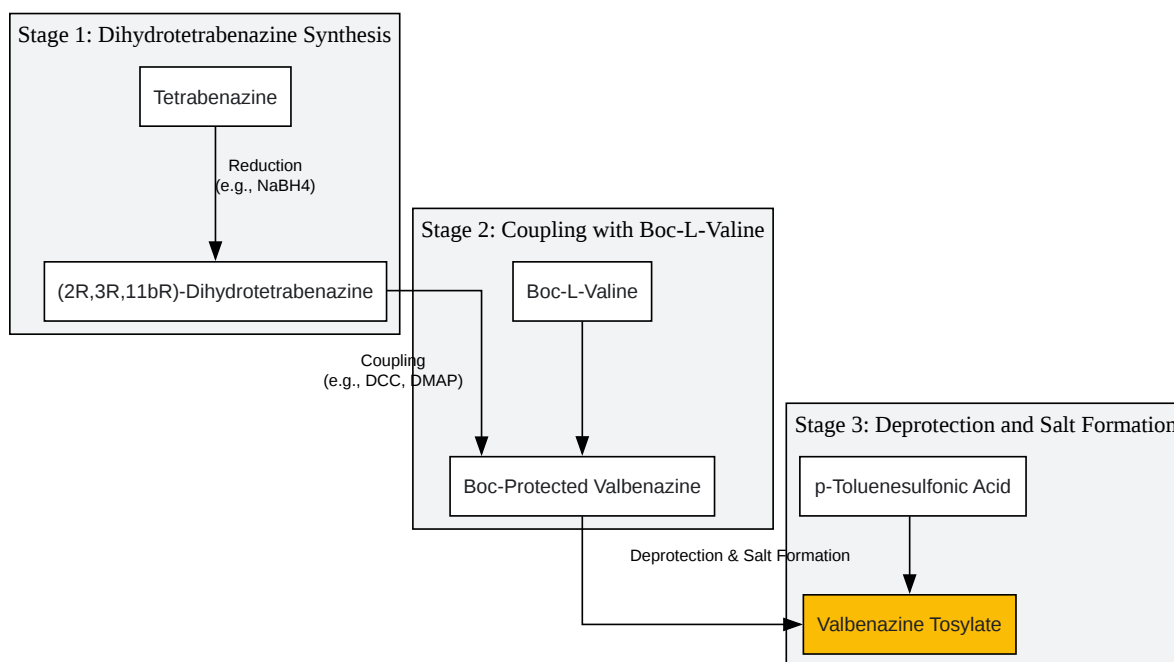 Stage 1: Dihydrotetrabenazine Synthesis
Tetrabenazine
Reduction
(e.g., NaBH4)
(2R,3R,11bR)-Dihydrotetrabenazine
Stage 2: Coupling with Boc-L-Valine
Boc-L-Valine
Coupling
(e.g., DCC, DMAP)
Boc-Protected Valbenazine
Stage 3: Deprotection and Salt Formation
p-Toluenesulfonic Acid
Deprotection & Salt Formation
Valbenazine Tosylate